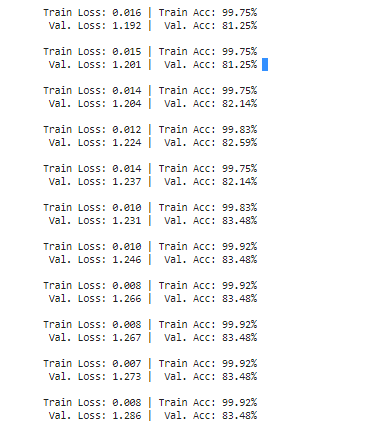 Train Loss: 0.016 | Train Acc: 99.75%
Val. Loss: 1.192 | Val. Acc: 81.25%
Train Loss: 0.015 | Train Acc: 99.75%
Val. Loss: 1.201 | Val. Acc: 81.25%
Train Loss: 0.014 | Train Acc: 99.75%
Val. Loss: 1.204 | Val. Acc: 82.14%
Train Loss: 0.012 | Train Acc: 99.83%
Val. Loss: 1.224 | Val. Acc: 82.59%
Train Loss: 0.014 | Train Acc: 99.75%
Val. Loss: 1.237 | Val. Acc: 82.14%
Train Loss: 0.010 | Train Acc: 99.83%
Val. Loss: 1.231 | Val. Acc: 83.48%
Train Loss: 0.010 | Train Acc: 99.92%
Val. Loss: 1.246 | Val. Acc: 83.48%
Train Loss: 0.008 | Train Acc: 99.92%
Val. Loss: 1.266 | Val. Acc: 83.48%
Train Loss: 0.008 | Train Acc: 99.92%
Val. Loss: 1.267 | Val. Acc: 83.48%
Train Loss: 0.007 | Train Acc: 99.92%
Val. Loss: 1.273 | Val. Acc: 83.48%
Train Loss: 0.008 | Train Acc: 99.92%
Val. Loss: 1.286 | Val. Acc: 83.48%